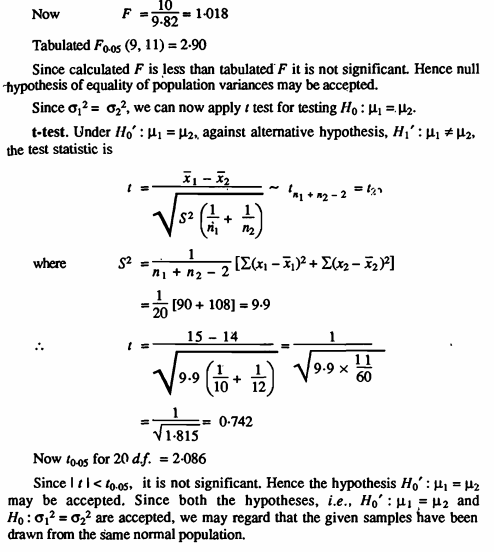 Now F = 10/9·82 = 1·018
Tabulated F0·05 (9, 11) = 2·90
Since calculated F is less than tabulated F it is not significant. Hence null
hypothesis of equality of population variances may be accepted.
Since σ₁² = σ₂², we can now apply t test for testing H₀ : μ₁ = μ₂.
t-test. Under H₀′ : μ₁ = μ₂, against alternative hypothesis, H₁′ : μ₁ ≠ μ₂,
the test statistic is
t = (x̄₁ − x̄₂) / √(S² (1/n₁ + 1/n₂)) ~ t n₁ + n₂ − 2 = t₂₀
where S² = 1/(n₁ + n₂ − 2) [Σ(x₁ − x̄₁)² + Σ(x₂ − x̄₂)²]
= 1/20 [90 + 108] = 9·9
∴ t = (15 − 14) / √(9·9 (1/10 + 1/12)) = 1 / √(9·9 × 11/60)
= 1/√1·815 = 0·742
Now t0·05 for 20 d.f. = 2·086
Since | t | < t0·05, it is not significant. Hence the hypothesis H₀′ : μ₁ = μ₂
may be accepted. Since both the hypotheses, i.e., H₀′ : μ₁ = μ₂ and
H₀ : σ₁² = σ₂² are accepted, we may regard that the given samples have been
drawn from the same normal population.